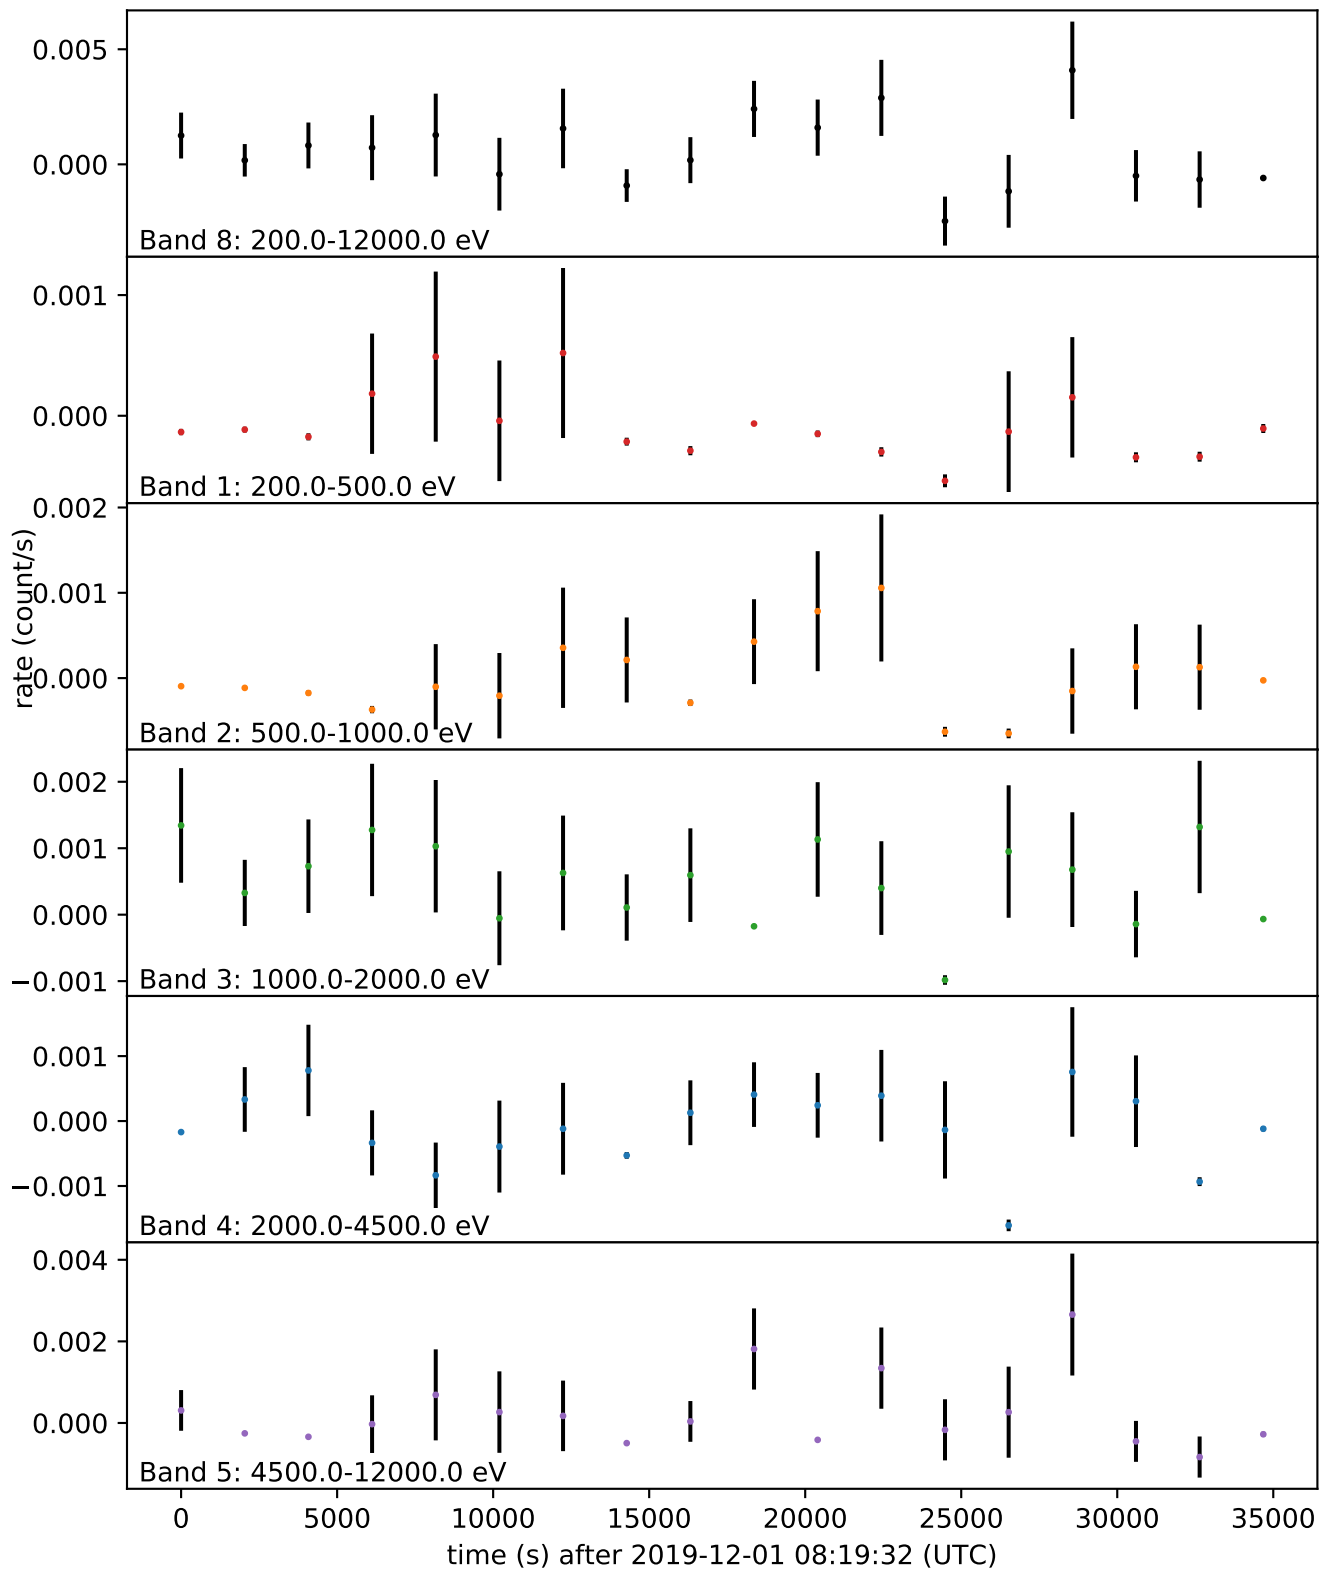 0.005
0.000
Band 8: 200.0-12000.0 eV
0.001
0.000
Band 1: 200.0-500.0 eV
0.002
0.001
0.000
Band 2: 500.0-1000.0 eV
rate (count/s)
0.002
0.001
0.000
−0.001
Band 3: 1000.0-2000.0 eV
0.001
0.000
−0.001
Band 4: 2000.0-4500.0 eV
0.004
0.002
0.000
Band 5: 4500.0-12000.0 eV
0 5000 10000 15000 20000 25000 30000 35000
time (s) after 2019-12-01 08:19:32 (UTC)